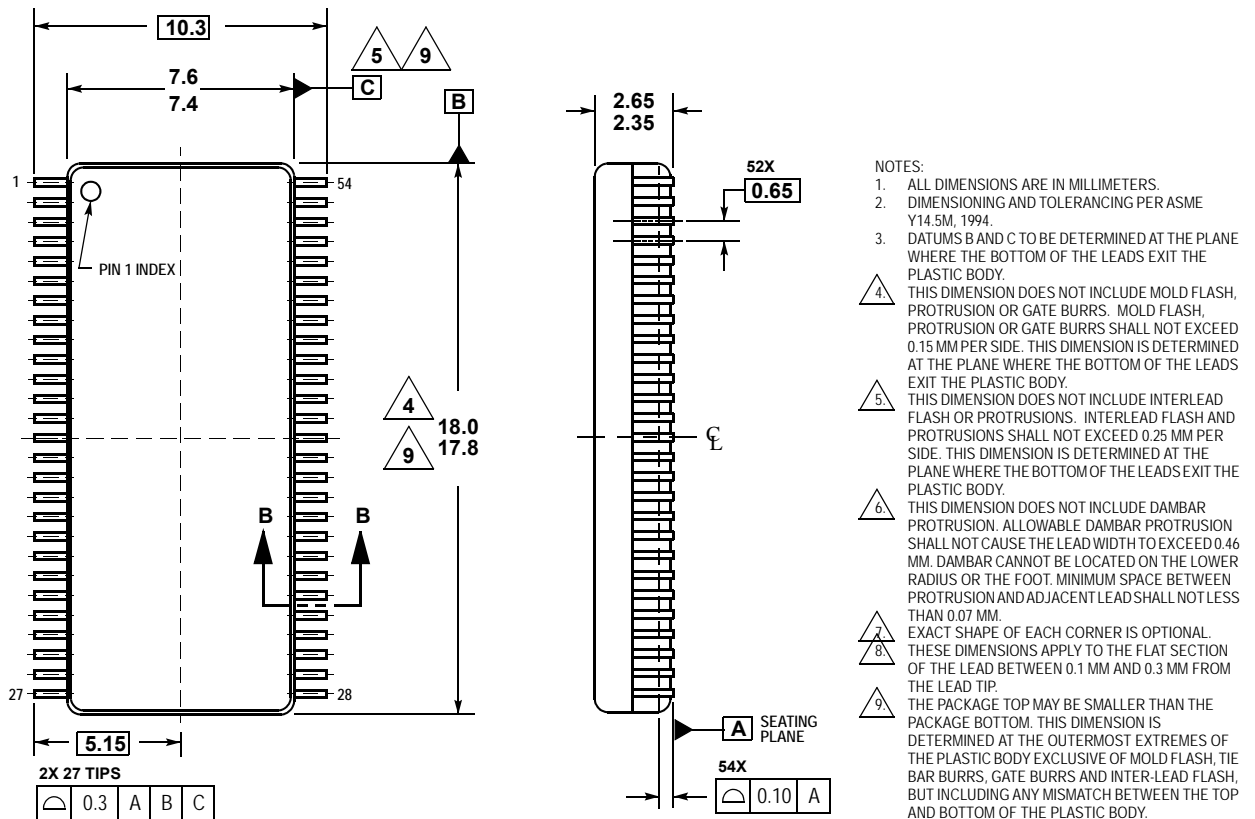 10.3
5 9
7.6
7.4
C
B
1
54
PIN 1 INDEX
4
18.0
9
17.8
B B
27
28
5.15
2X 27 TIPS
⌓ 0.3 A B C
2.65
2.35
52X
0.65
℄
A SEATING
PLANE
54X
⌓ 0.10 A
NOTES:
1. ALL DIMENSIONS ARE IN MILLIMETERS.
2. DIMENSIONING AND TOLERANCING PER ASME
Y14.5M, 1994.
3. DATUMS B AND C TO BE DETERMINED AT THE PLANE
WHERE THE BOTTOM OF THE LEADS EXIT THE
PLASTIC BODY.
4. THIS DIMENSION DOES NOT INCLUDE MOLD FLASH,
PROTRUSION OR GATE BURRS. MOLD FLASH,
PROTRUSION OR GATE BURRS SHALL NOT EXCEED
0.15 MM PER SIDE. THIS DIMENSION IS DETERMINED
AT THE PLANE WHERE THE BOTTOM OF THE LEADS
EXIT THE PLASTIC BODY.
5. THIS DIMENSION DOES NOT INCLUDE INTERLEAD
FLASH OR PROTRUSIONS. INTERLEAD FLASH AND
PROTRUSIONS SHALL NOT EXCEED 0.25 MM PER
SIDE. THIS DIMENSION IS DETERMINED AT THE
PLANE WHERE THE BOTTOM OF THE LEADS EXIT THE
PLASTIC BODY.
6. THIS DIMENSION DOES NOT INCLUDE DAMBAR
PROTRUSION. ALLOWABLE DAMBAR PROTRUSION
SHALL NOT CAUSE THE LEAD WIDTH TO EXCEED 0.46
MM. DAMBAR CANNOT BE LOCATED ON THE LOWER
RADIUS OR THE FOOT. MINIMUM SPACE BETWEEN
PROTRUSION AND ADJACENT LEAD SHALL NOT LESS
THAN 0.07 MM.
7. EXACT SHAPE OF EACH CORNER IS OPTIONAL.
8. THESE DIMENSIONS APPLY TO THE FLAT SECTION
OF THE LEAD BETWEEN 0.1 MM AND 0.3 MM FROM
THE LEAD TIP.
9. THE PACKAGE TOP MAY BE SMALLER THAN THE
PACKAGE BOTTOM. THIS DIMENSION IS
DETERMINED AT THE OUTERMOST EXTREMES OF
THE PLASTIC BODY EXCLUSIVE OF MOLD FLASH, TIE
BAR BURRS, GATE BURRS AND INTER-LEAD FLASH,
BUT INCLUDING ANY MISMATCH BETWEEN THE TOP
AND BOTTOM OF THE PLASTIC BODY.